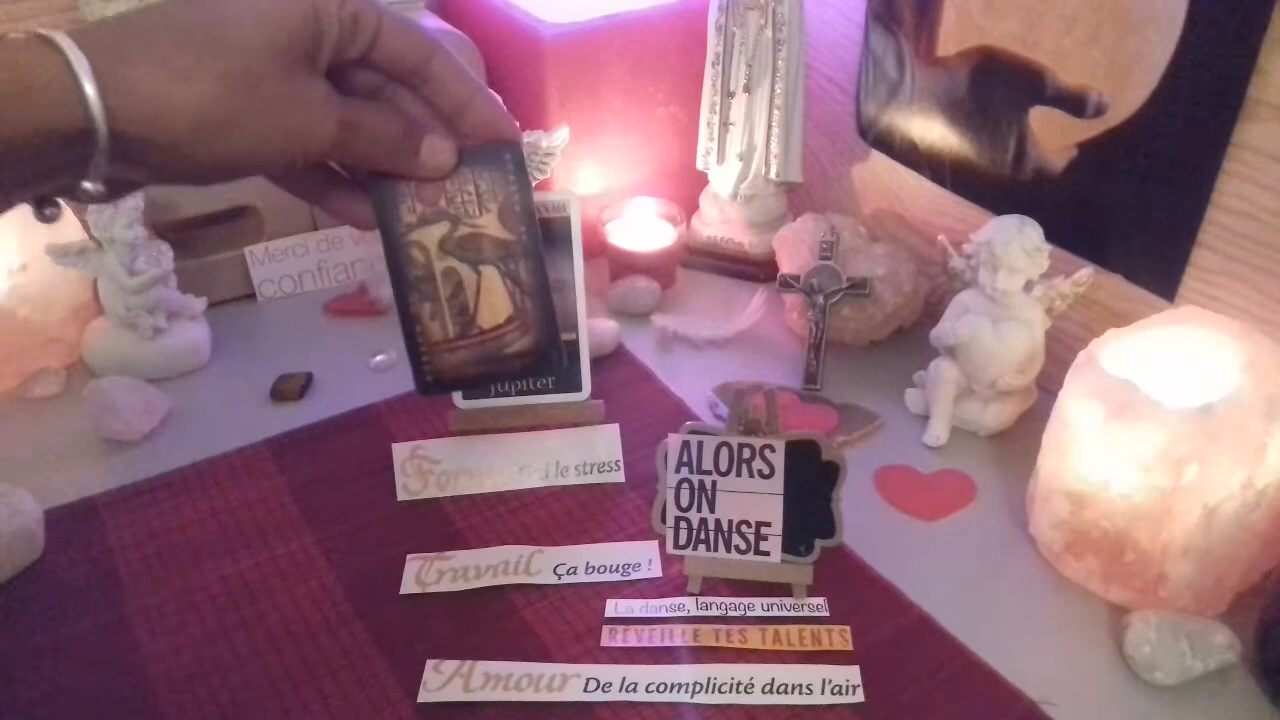 Merci de
confian
Jupiter
le stress
ALORS
ON
DANSE
Travail Ça bouge !
La danse, langage universel
RÉVEILLE TES TALENTS
Amour De la complicité dans l'air